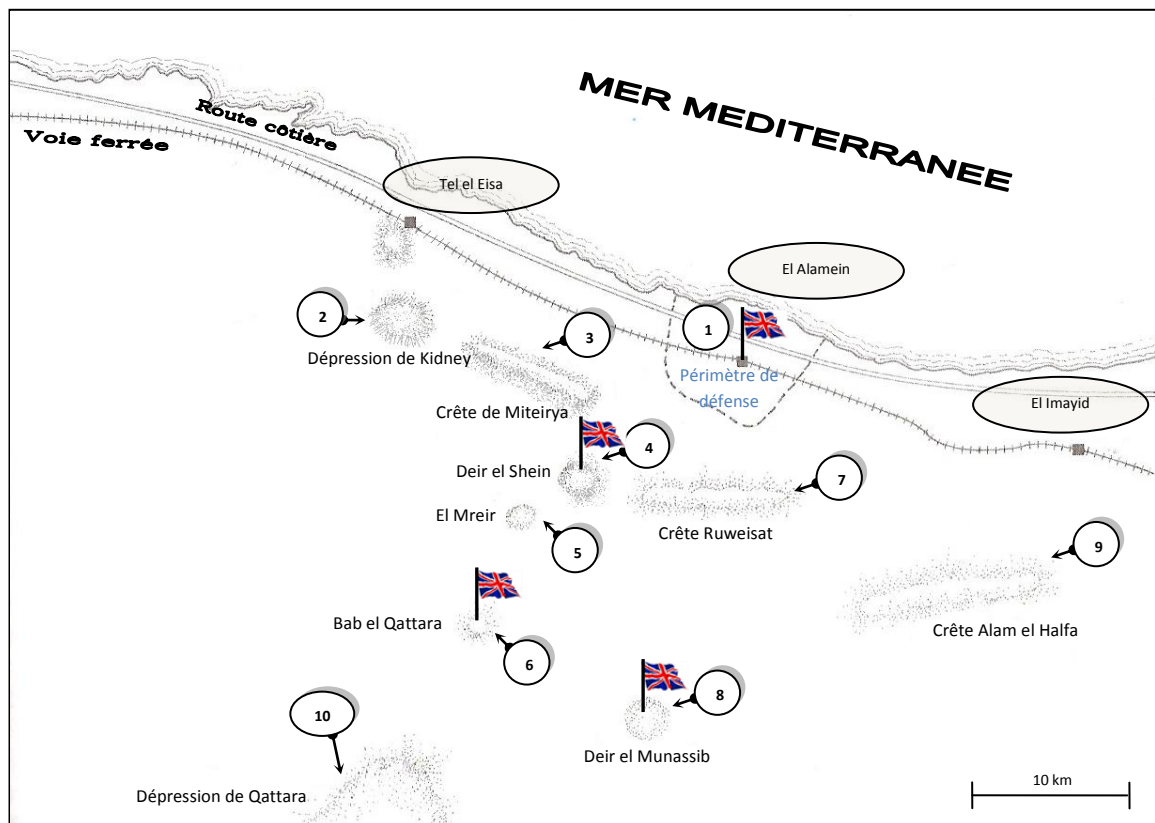 MER MEDITERRANEE
Route côtière
Voie ferrée
Tel el Eisa
El Alamein
2
3
1
Dépression de Kidney
Périmètre de
défense
El Imayid
Crête de Miteirya
4
Deir el Shein
7
El Mreir
Crête Ruweisat
5
9
Bab el Qattara
Crête Alam el Halfa
6
8
10
Deir el Munassib
10 km
Dépression de Qattara